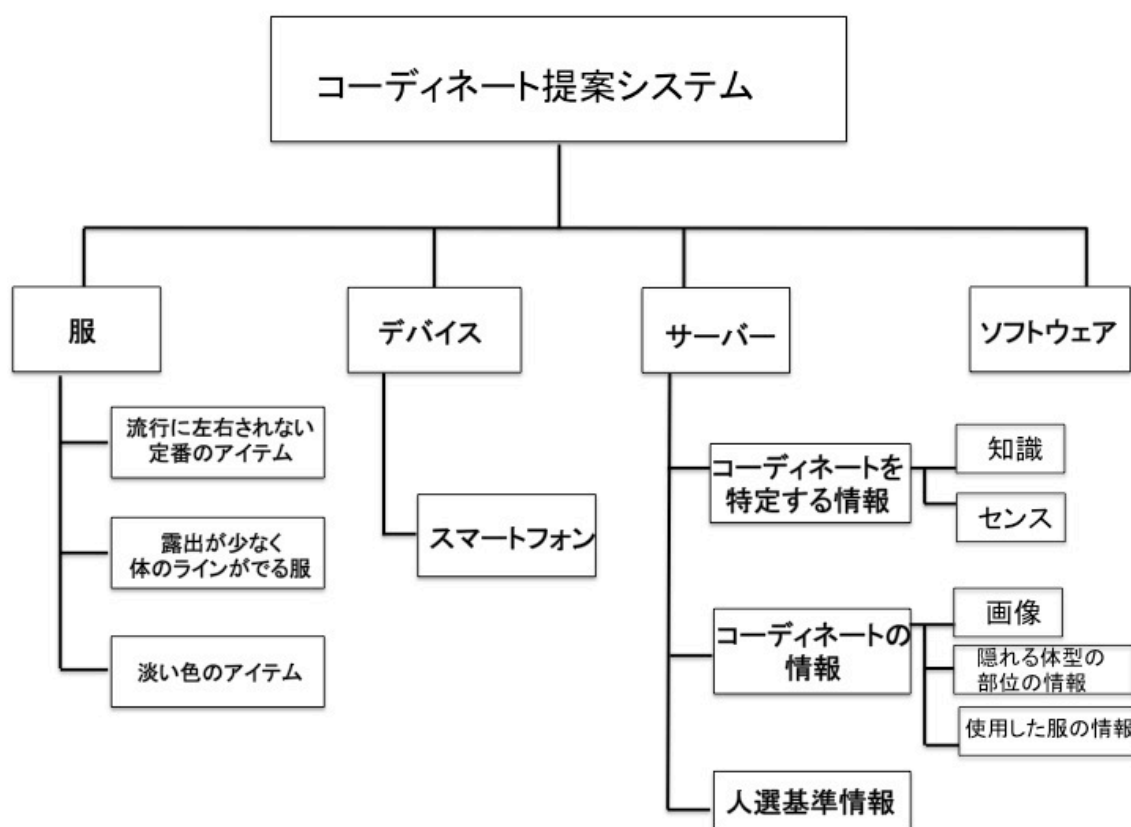 コーディネート提案システム
服
デバイス
サーバー
ソフトウェア
流行に左右されない
定番のアイテム
露出が少なく
体のラインがでる服
淡い色のアイテム
スマートフォン
コーディネートを
特定する情報
知識
センス
コーディネートの
情報
画像
隠れる体型の
部位の情報
使用した服の情報
人選基準情報